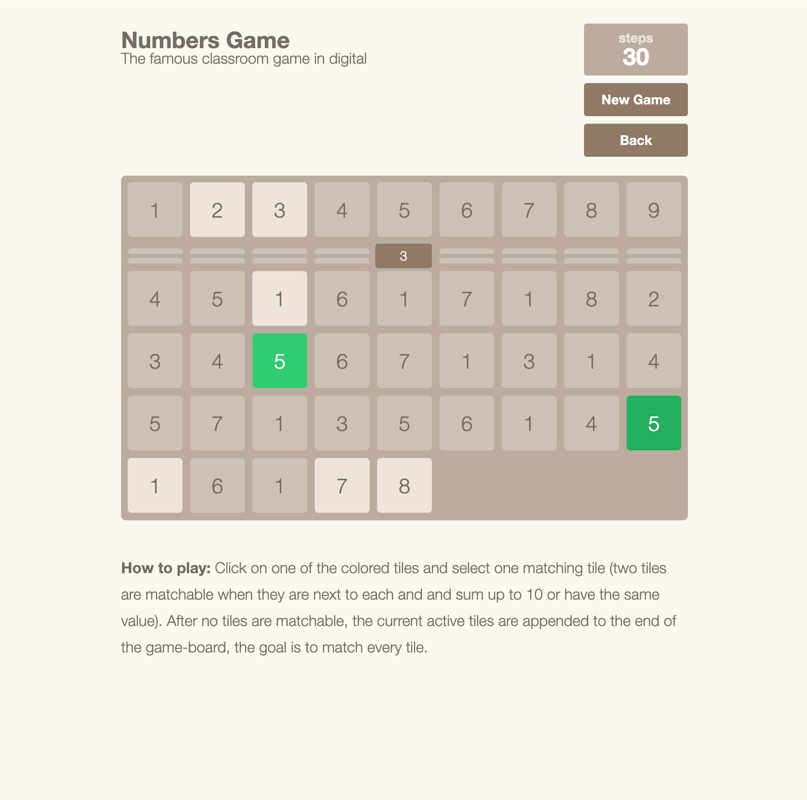 Numbers Game
The famous classroom game in digital
steps
30
New Game
Back
1 2 3 4 5 6 7 8 9
3
4 5 1 6 1 7 1 8 2
3 4 5 6 7 1 3 1 4
5 7 1 3 5 6 1 4 5
1 6 1 7 8
How to play: Click on one of the colored tiles and select one matching tile (two tiles
are matchable when they are next to each and and sum up to 10 or have the same
value). After no tiles are matchable, the current active tiles are appended to the end of
the game-board, the goal is to match every tile.